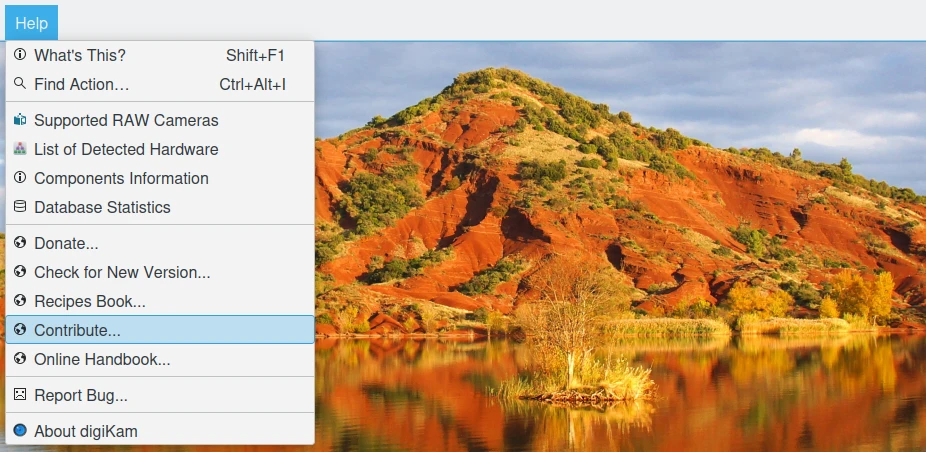 Help
What's This? Shift+F1
Find Action... Ctrl+Alt+I
Supported RAW Cameras
List of Detected Hardware
Components Information
Database Statistics
Donate...
Check for New Version...
Recipes Book...
Contribute...
Online Handbook...
Report Bug...
About digiKam